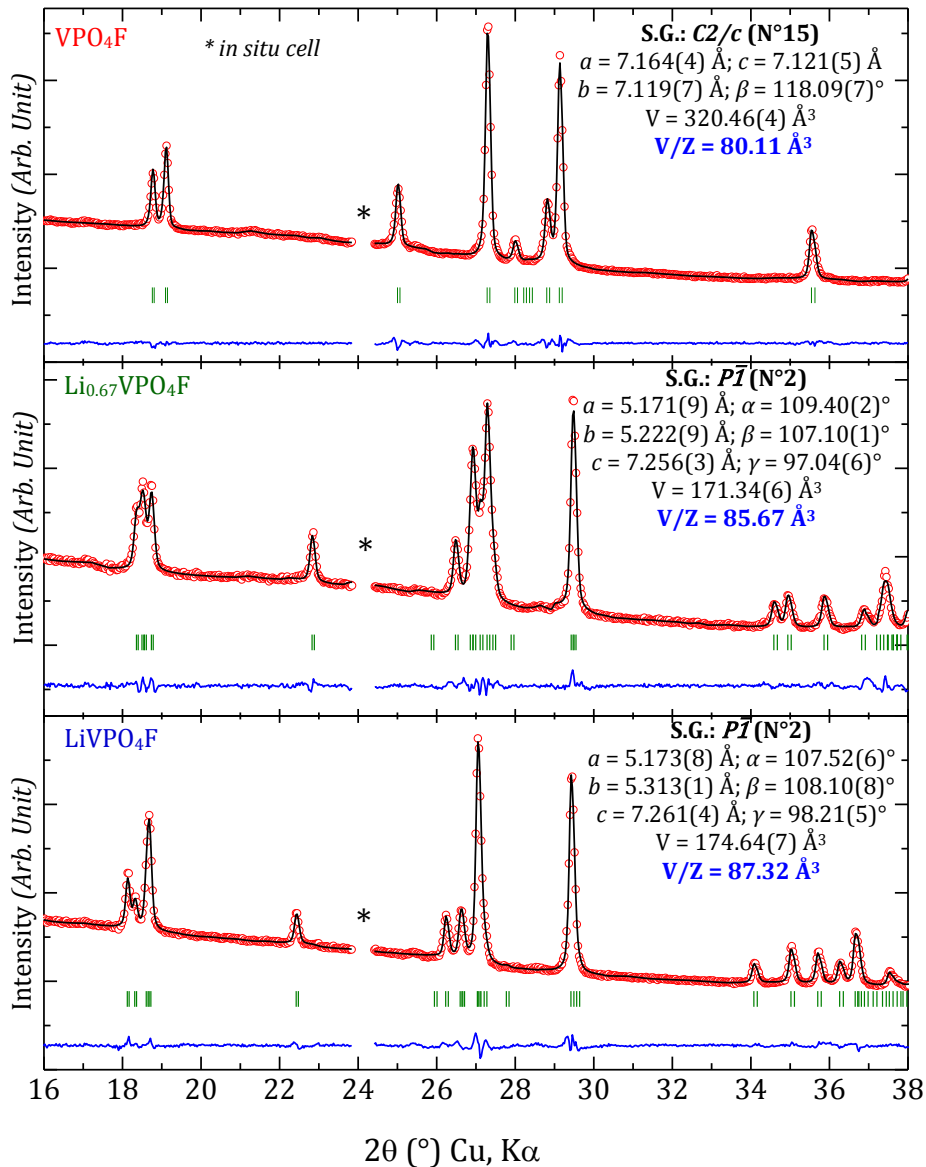 VPO₄F
* in situ cell
S.G.: C2/c (N°15)
a = 7.164(4) Å; c = 7.121(5) Å
b = 7.119(7) Å; β = 118.09(7)°
V = 320.46(4) Å³
V/Z = 80.11 Å³
*
Intensity (Arb. Unit)
Li₀.₆₇VPO₄F
S.G.: P1̅ (N°2)
a = 5.171(9) Å; α = 109.40(2)°
b = 5.222(9) Å; β = 107.10(1)°
c = 7.256(3) Å; γ = 97.04(6)°
V = 171.34(6) Å³
V/Z = 85.67 Å³
*
Intensity (Arb. Unit)
LiVPO₄F
S.G.: P1̅ (N°2)
a = 5.173(8) Å; α = 107.52(6)°
b = 5.313(1) Å; β = 108.10(8)°
c = 7.261(4) Å; γ = 98.21(5)°
V = 174.64(7) Å³
V/Z = 87.32 Å³
*
Intensity (Arb. Unit)
16 18 20 22 24 26 28 30 32 34 36 38
2θ (°) Cu, Kα